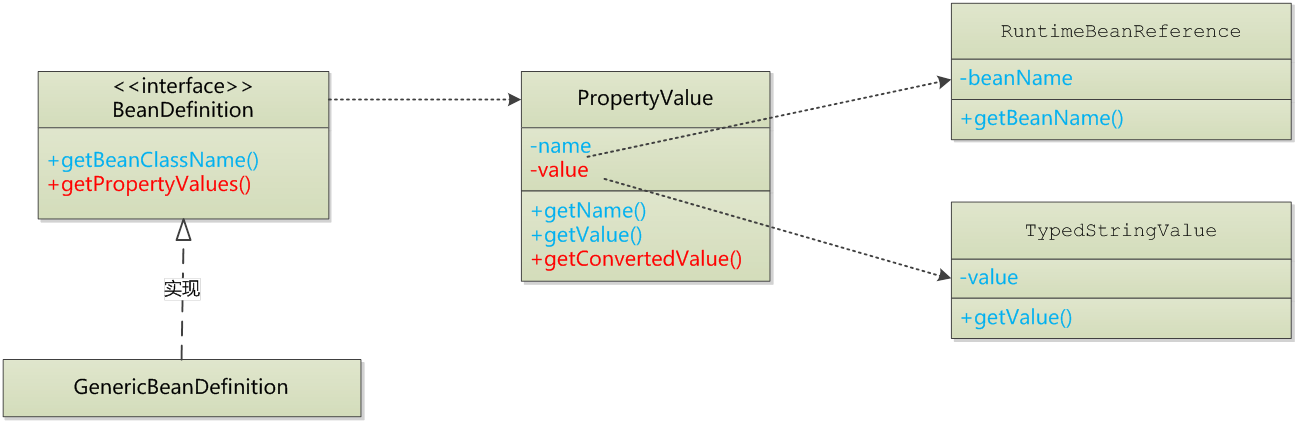 <<interface>>
BeanDefinition
+getBeanClassName()
+getPropertyValues()
实现
GenericBeanDefinition
PropertyValue
-name
-value
+getName()
+getValue()
+getConvertedValue()
RuntimeBeanReference
-beanName
+getBeanName()
TypedStringValue
-value
+getValue()